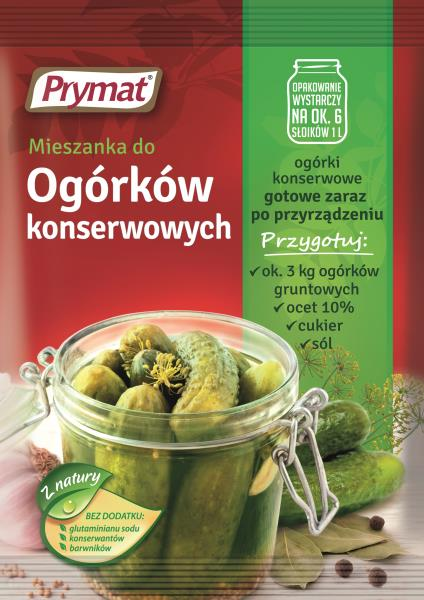 Prymat®
Mieszanka do
Ogórków
konserwowych
OPAKOWANIE
WYSTARCZY
NA OK. 6
SŁOIKÓW 1 L
ogórki
konserwowe
gotowe zaraz
po przyrządzeniu
Przygotuj:
✓ok. 3 kg ogórków
gruntowych
✓ocet 10%
✓cukier
✓sól
Z natury
BEZ DODATKU:
glutaminianu sodu
konserwantów
barwników